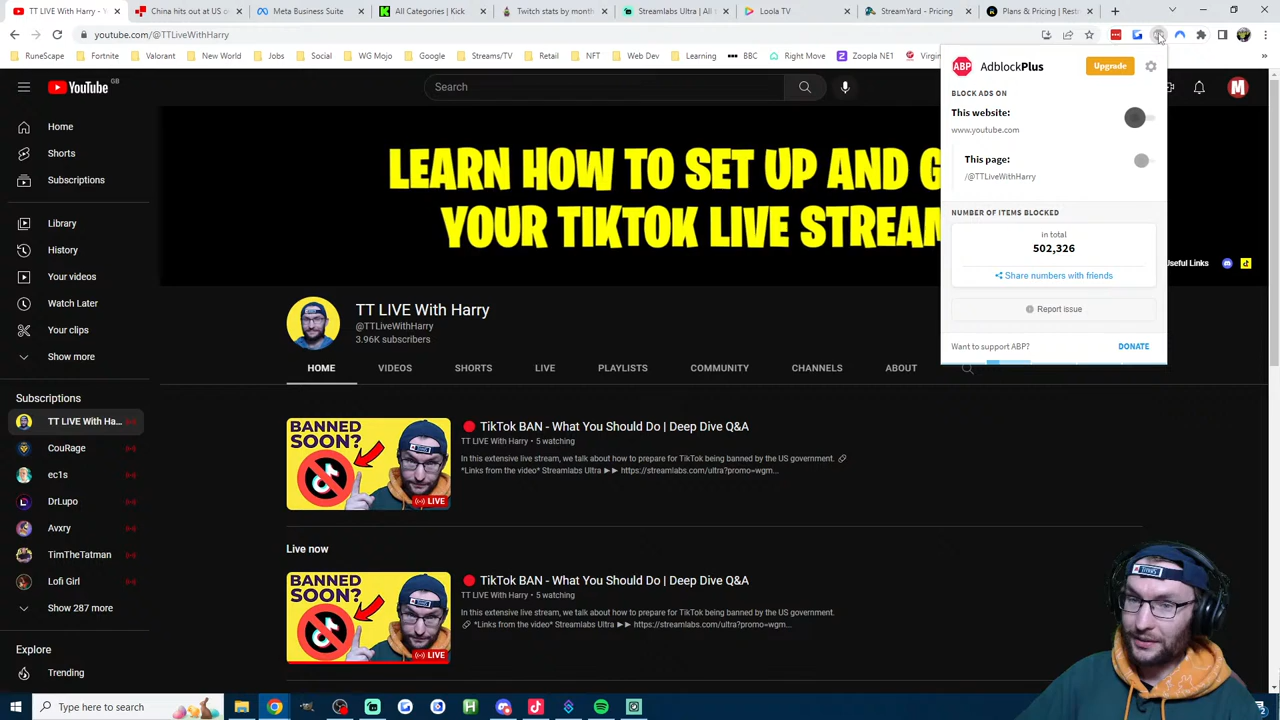 China hits out at US o
Meta Business Suite
All Categories | Kick
Twitch stats by month
Streamlabs Ultra | All
Loola TV
StreamYard - Pricing
Plans & Pricing | Rest
youtube.com/@TTLiveWithHarry
RuneScape
Valorant
New World
Jobs
Social
WG Mojo
Google
Streams/TV
Retail
NFT
Web Dev
Learning
BBC
Right Move
Zoopla NE12
Virgin
»
YouTube GB
Search
M
Home
Shorts
Subscriptions
Library
History
Your videos
Watch Later
Your clips
Show more
Subscriptions
TT LIVE With Ha...
CouRage
ec1s
DrLupo
Avxry
TimTheTatman
Lofi Girl
Show 287 more
Explore
Trending
LEARN HOW TO SET UP AND G
YOUR TIKTOK LIVE STREAM
Useful Links
TT LIVE With Harry
@TTLiveWithHarry
3.96K subscribers
HOME
VIDEOS
SHORTS
LIVE
PLAYLISTS
COMMUNITY
CHANNELS
ABOUT
BANNED
SOON?
LIVE
TikTok BAN - What You Should Do | Deep Dive Q&A
TT LIVE With Harry • 5 watching
In this extensive live stream, we talk about how to prepare for TikTok being banned by the US government.
*Links from the video* Streamlabs Ultra ►► https://streamlabs.com/ultra?promo=wgm...
Live now
BANNED
SOON?
LIVE
TikTok BAN - What You Should Do | Deep Dive Q&A
TT LIVE With Harry • 5 watching
In this extensive live stream, we talk about how to prepare for TikTok being banned by the US government.
*Links from the video* Streamlabs Ultra ►► https://streamlabs.com/ultra?promo=wgm...
ABP AdblockPlus
Upgrade
BLOCK ADS ON
This website:
www.youtube.com
This page:
/@TTLiveWithHarry
NUMBER OF ITEMS BLOCKED
in total
502,326
Share numbers with friends
Report issue
Want to support ABP?
DONATE
Type here to search